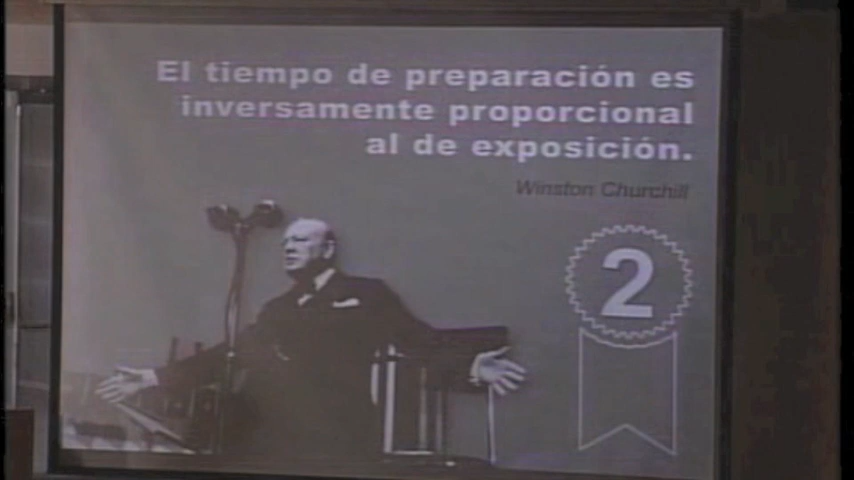 El tiempo de preparación es
inversamente proporcional
al de exposición.
Winston Churchill
2